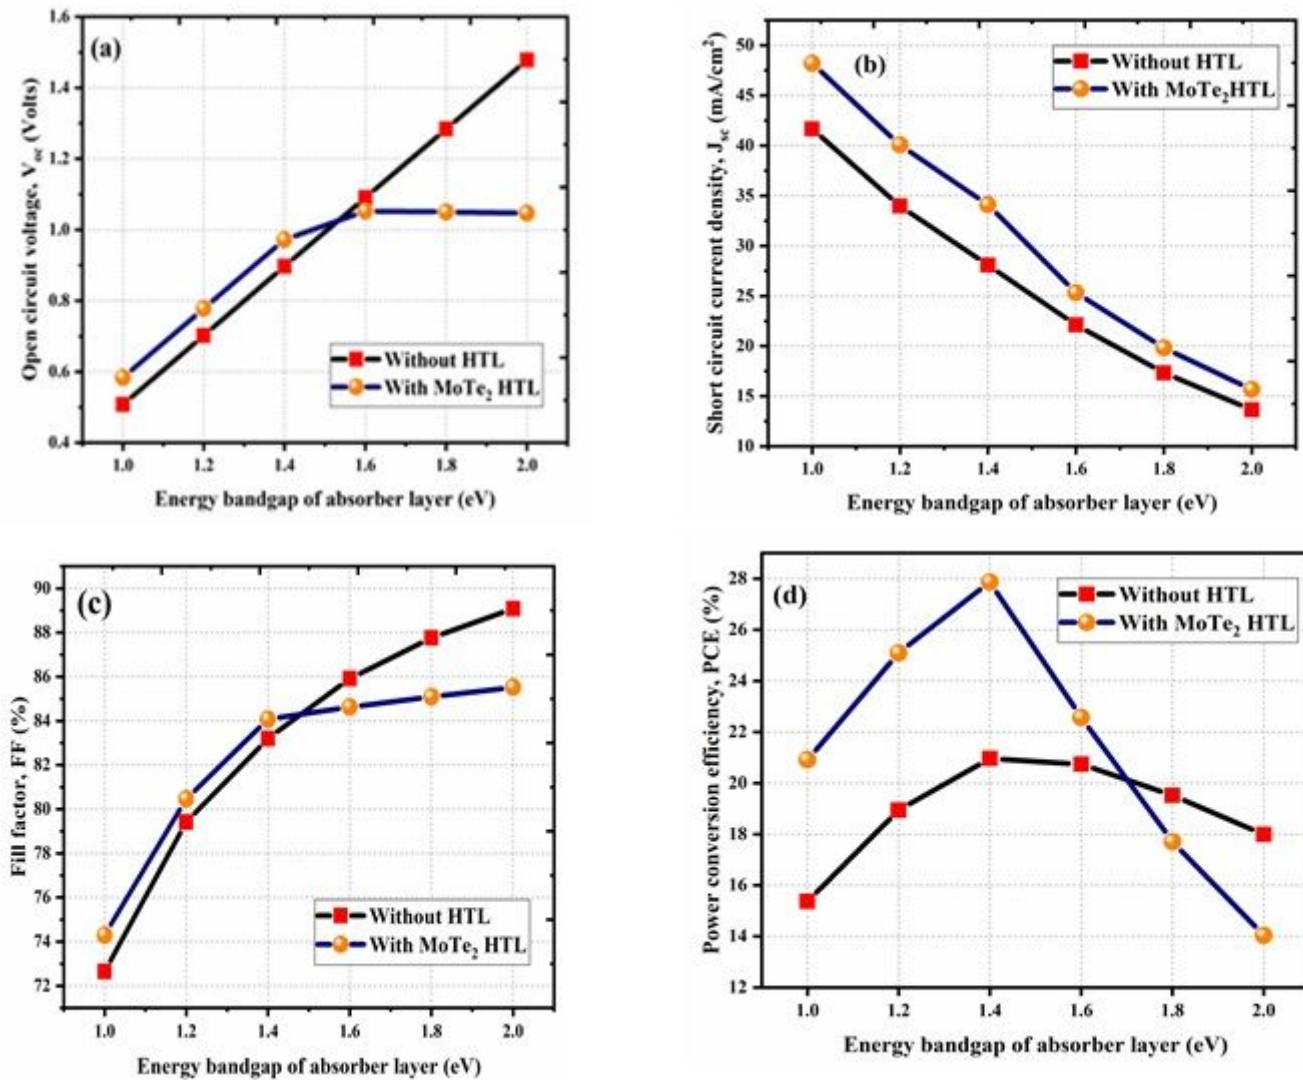 (a)
Open circuit voltage, Voc (Volts)
1.6
1.4
1.2
1.0
0.8
0.6
0.4
Without HTL
With MoTe2 HTL
1.0 1.2 1.4 1.6 1.8 2.0
Energy bandgap of absorber layer (eV)
(b)
Short circuit current density, Jsc (mA/cm2)
50
45
40
35
30
25
20
15
10
Without HTL
With MoTe2HTL
1.0 1.2 1.4 1.6 1.8 2.0
Energy bandgap of absorber layer (eV)
(c)
Fill factor, FF (%)
90
88
86
84
82
80
78
76
74
72
Without HTL
With MoTe2 HTL
1.0 1.2 1.4 1.6 1.8 2.0
Energy bandgap of absorber layer (eV)
(d)
Power conversion efficiency, PCE (%)
28
26
24
22
20
18
16
14
12
Without HTL
With MoTe2 HTL
1.0 1.2 1.4 1.6 1.8 2.0
Energy bandgap of absorber layer (eV)